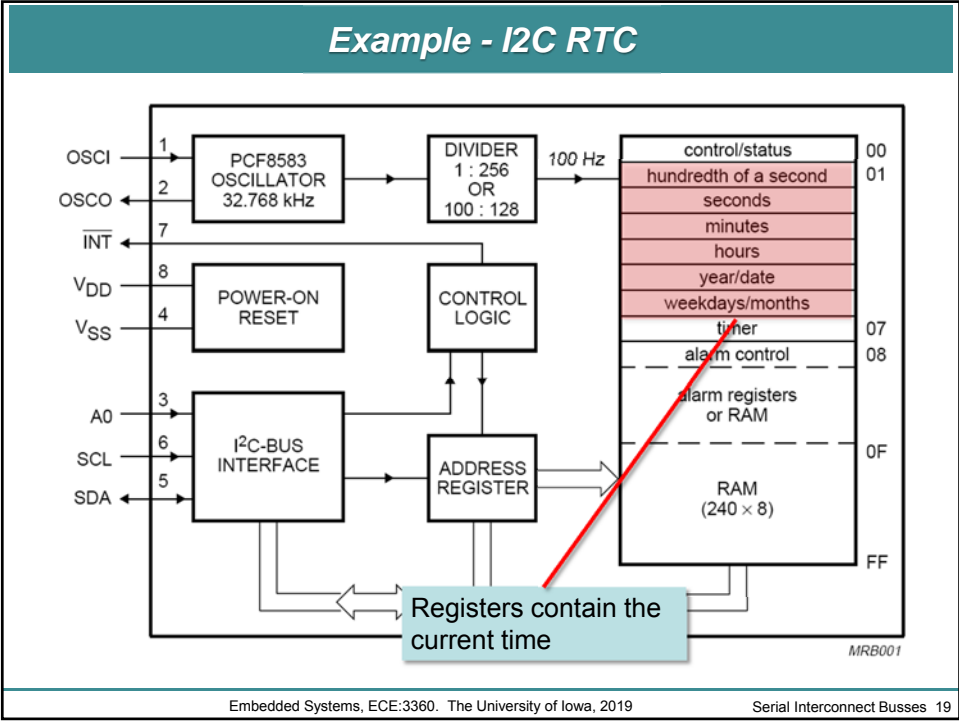 Example - I2C RTC
OSCI
1
OSCO
2
INT
7
VDD
8
VSS
4
A0
3
SCL
6
SDA
5
PCF8583
OSCILLATOR
32.768 kHz
DIVIDER
1 : 256
OR
100 : 128
100 Hz
POWER-ON
RESET
CONTROL
LOGIC
I²C-BUS
INTERFACE
ADDRESS
REGISTER
control/status
00
hundredth of a second
01
seconds
minutes
hours
year/date
weekdays/months
timer
07
alarm control
08
alarm registers
or RAM
0F
RAM
(240 × 8)
FF
Registers contain the
current time
MRB001
Embedded Systems, ECE:3360. The University of Iowa, 2019
Serial Interconnect Busses 19